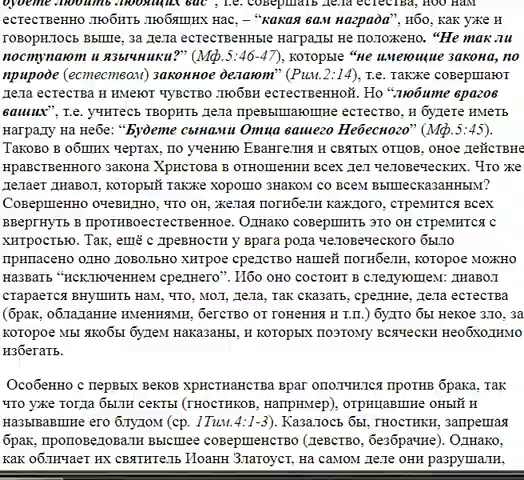 будете любить любящих вас", т.е. совершать дела естества, ибо нам
естественно любить любящих нас, – "какая вам награда", ибо, как уже и
говорилось выше, за дела естественные награды не положено. "Не так ли
поступают и язычники?" (Мф.5:46-47), которые "не имеющие закона, по
природе (естеством) законное делают" (Рим.2:14), т.е. также совершают
дела естества и имеют чувство любви естественной. Но "любите врагов
ваших", т.е. учитесь творить дела превышающие естество, и будете иметь
награду на небе: "Будете сынами Отца вашего Небесного" (Мф.5:45).
Таково в общих чертах, по учению Евангелия и святых отцов, оное действие
нравственного закона Христова в отношении всех дел человеческих. Что же
делает диавол, который также хорошо знаком со всем вышесказанным?
Совершенно очевидно, что он, желая погибели каждого, стремится всех
ввергнуть в противоестественное. Однако совершить это он стремится с
хитростью. Так, ещё с древности у врага рода человеческого было
припасено одно довольно хитрое средство нашей погибели, которое можно
назвать "исключением среднего". Ибо оно состоит в следующем: диавол
старается внушить нам, что, мол, дела, так сказать, средние, дела естества
(брак, обладание имениями, бегство от гонения и т.п.) будто бы некое зло, за
которое мы якобы будем наказаны, и которых поэтому всячески необходимо
избегать.
Особенно с первых веков христианства враг ополчился против брака, так
что уже тогда были секты (гностиков, например), отрицавшие оный и
называвшие его блудом (ср. 1Тим.4:1-3). Казалось бы, гностики, запрещая
брак, проповедовали высшее совершенство (девство, безбрачие). Однако,
как обличает их святитель Иоанн Златоуст, на самом деле они разрушали,